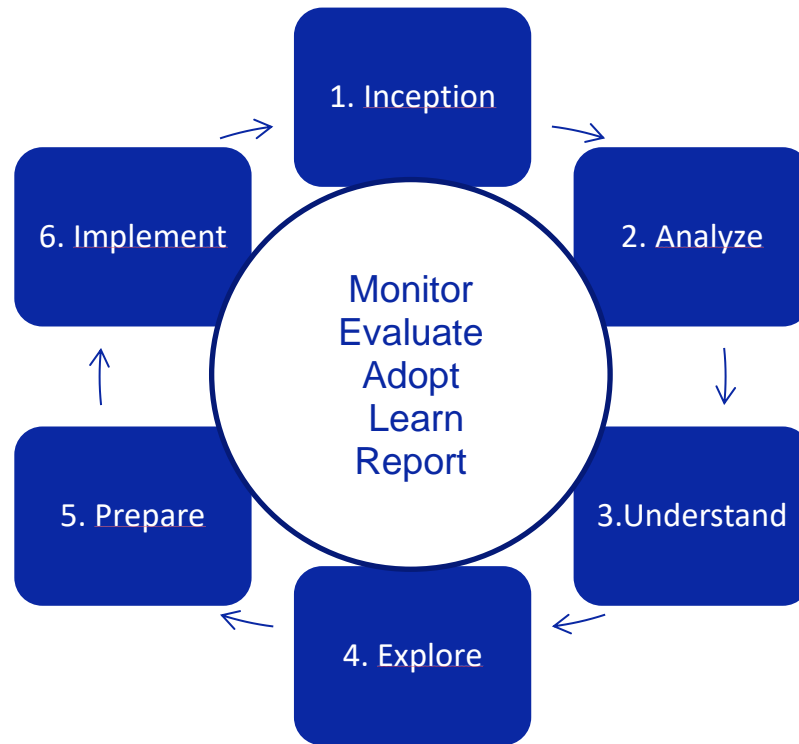 1. Inception
2. Analyze
3.Understand
4. Explore
5. Prepare
6. Implement
Monitor
Evaluate
Adopt
Learn
Report